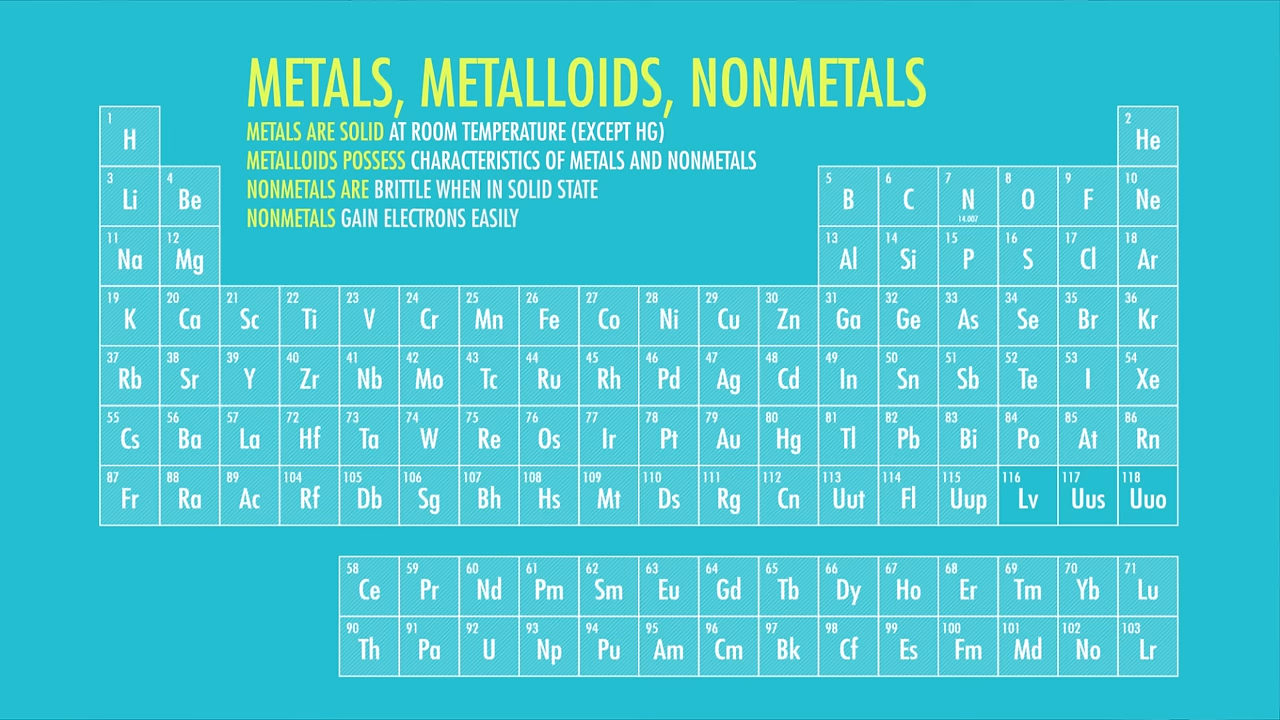 METALS, METALLOIDS, NONMETALS
METALS ARE SOLID AT ROOM TEMPERATURE (EXCEPT HG)
METALLOIDS POSSESS CHARACTERISTICS OF METALS AND NONMETALS
NONMETALS ARE BRITTLE WHEN IN SOLID STATE
NONMETALS GAIN ELECTRONS EASILY
1 2
H He
3 4 5 6 7 8 9 10
Li Be B C N O F Ne
14.007
11 12 13 14 15 16 17 18
Na Mg Al Si P S Cl Ar
19 20 21 22 23 24 25 26 27 28 29 30 31 32 33 34 35 36
K Ca Sc Ti V Cr Mn Fe Co Ni Cu Zn Ga Ge As Se Br Kr
37 38 39 40 41 42 43 44 45 46 47 48 49 50 51 52 53 54
Rb Sr Y Zr Nb Mo Tc Ru Rh Pd Ag Cd In Sn Sb Te I Xe
55 56 57 72 73 74 75 76 77 78 79 80 81 82 83 84 85 86
Cs Ba La Hf Ta W Re Os Ir Pt Au Hg Tl Pb Bi Po At Rn
87 88 89 104 105 106 107 108 109 110 111 112 113 114 115 116 117 118
Fr Ra Ac Rf Db Sg Bh Hs Mt Ds Rg Cn Uut Fl Uup Lv Uus Uuo
58 59 60 61 62 63 64 65 66 67 68 69 70 71
Ce Pr Nd Pm Sm Eu Gd Tb Dy Ho Er Tm Yb Lu
90 91 92 93 94 95 96 97 98 99 100 101 102 103
Th Pa U Np Pu Am Cm Bk Cf Es Fm Md No Lr